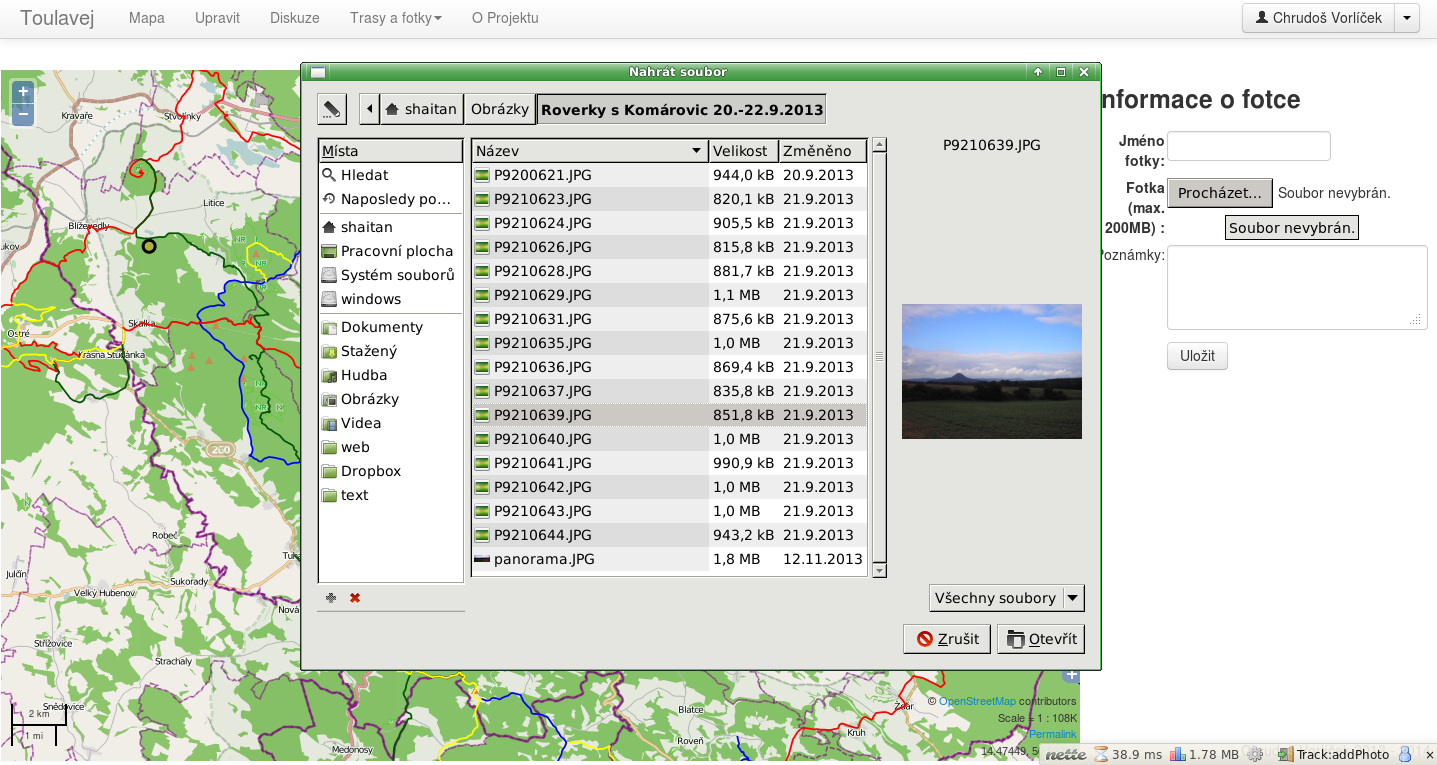 Toulavej Mapa Upravit Diskuze Trasy a fotky O Projektu Chrudoš Vorlíček
Nahrát soubor
shaitan Obrázky Roverky s Komárovic 20.-22.9.2013
Místa
Hledat
Naposledy po...
shaitan
Pracovní plocha
Systém souborů
windows
Dokumenty
Stažený
Hudba
Obrázky
Videa
web
Dropbox
text
Název Velikost Změněno
P9200621.JPG 944,0 kB 20.9.2013
P9210623.JPG 820,1 kB 21.9.2013
P9210624.JPG 905,5 kB 21.9.2013
P9210626.JPG 815,8 kB 21.9.2013
P9210628.JPG 881,7 kB 21.9.2013
P9210629.JPG 1,1 MB 21.9.2013
P9210631.JPG 875,6 kB 21.9.2013
P9210635.JPG 1,0 MB 21.9.2013
P9210636.JPG 869,4 kB 21.9.2013
P9210637.JPG 835,8 kB 21.9.2013
P9210639.JPG 851,8 kB 21.9.2013
P9210640.JPG 1,0 MB 21.9.2013
P9210641.JPG 990,9 kB 21.9.2013
P9210642.JPG 1,0 MB 21.9.2013
P9210643.JPG 1,0 MB 21.9.2013
P9210644.JPG 943,2 kB 21.9.2013
panorama.JPG 1,8 MB 12.11.2013
P9210639.JPG
Všechny soubory
Zrušit Otevřít
nformace o fotce
Jméno
fotky:
Fotka
(max.
200MB) :
Procházet... Soubor nevybrán.
Soubor nevybrán.
Poznámky:
Uložit
+
−
Kravaře
Stvolínky
Litice
Blíževedly
ukov
Skalka
Ostré
Krásná Studánka
NR
NR
N
260
Robeč
Tuha
Julčín
Sukorady
Velký Hubenov
Nová
Střížovice
Strachaly
Snědovice
Medonosy
Blatce
Roveň
Kruh
Žďár
2 km
1 mi
+
© OpenStreetMap contributors
Scale = 1 : 108K
Permalink
14.47449, 5
nette 38.9 ms 1.78 MB Track:addPhoto ×